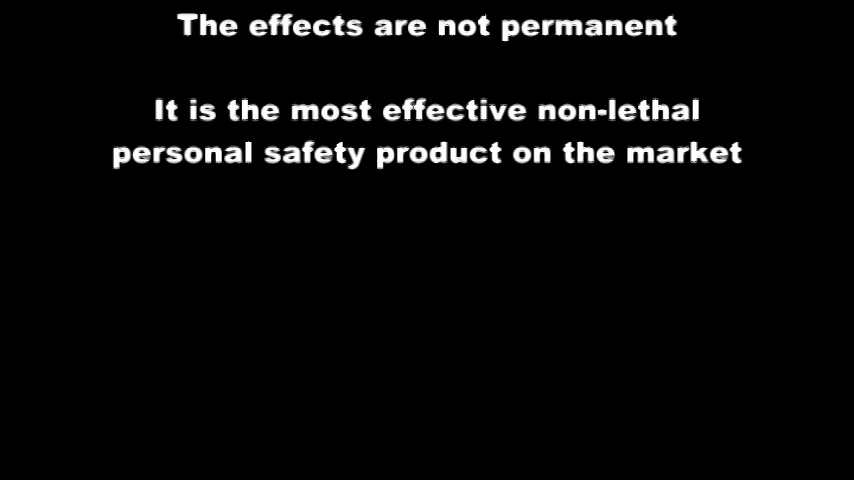 The effects are not permanent
It is the most effective non-lethal
personal safety product on the market